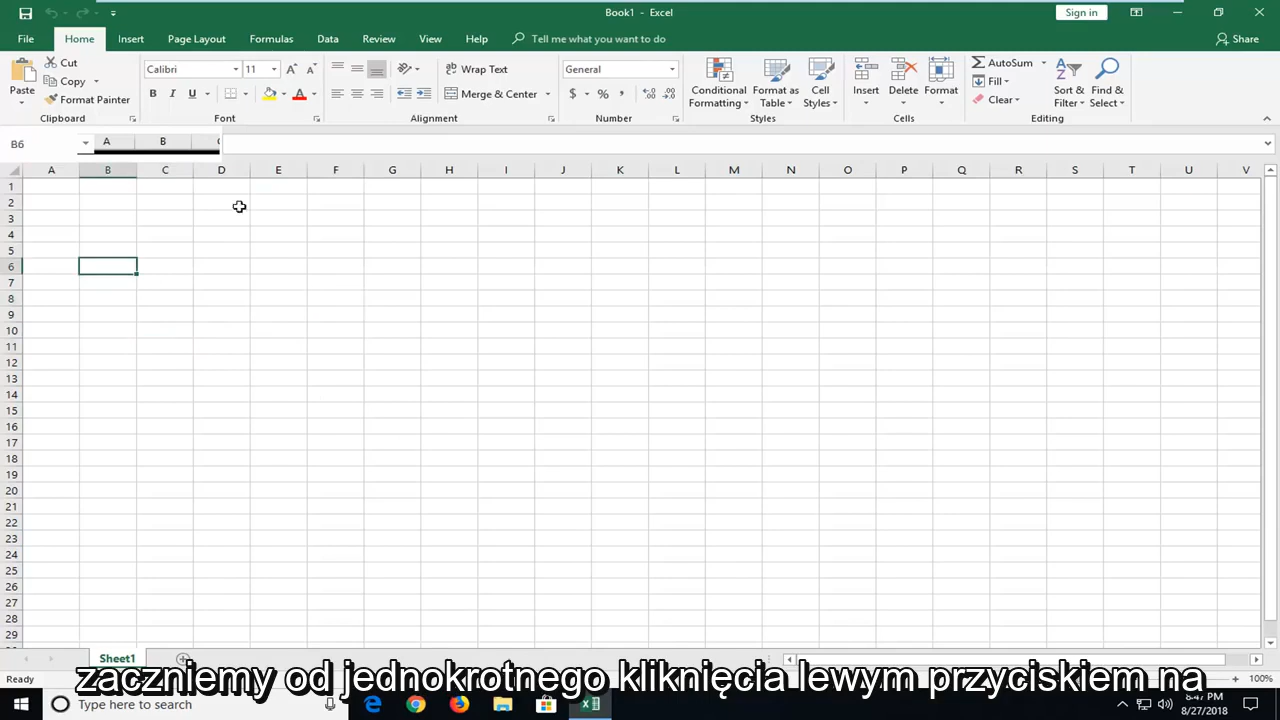 Book1 - Excel
Sign in
File Home Insert Page Layout Formulas Data Review View Help Tell me what you want to do Share
Paste Cut Copy Format Painter Clipboard
Calibri 11 B I U A Font
Wrap Text Merge & Center Alignment
General $ % , Number
Conditional Formatting Format as Table Cell Styles Styles
Insert Delete Format Cells
AutoSum Fill Clear Sort & Filter Find & Select Editing
B6 A B
A B C D E F G H I J K L M N O P Q R S T U V
1
2
3
4
5
6
7
8
9
10
11
12
13
14
15
16
17
18
19
20
21
22
23
24
25
26
27
28
29
Sheet1
Ready 100%
zaczniemy od jednokrotnego kliknięcia lewym przyciskiem na
Type here to search
8:47 PM
8/27/2018